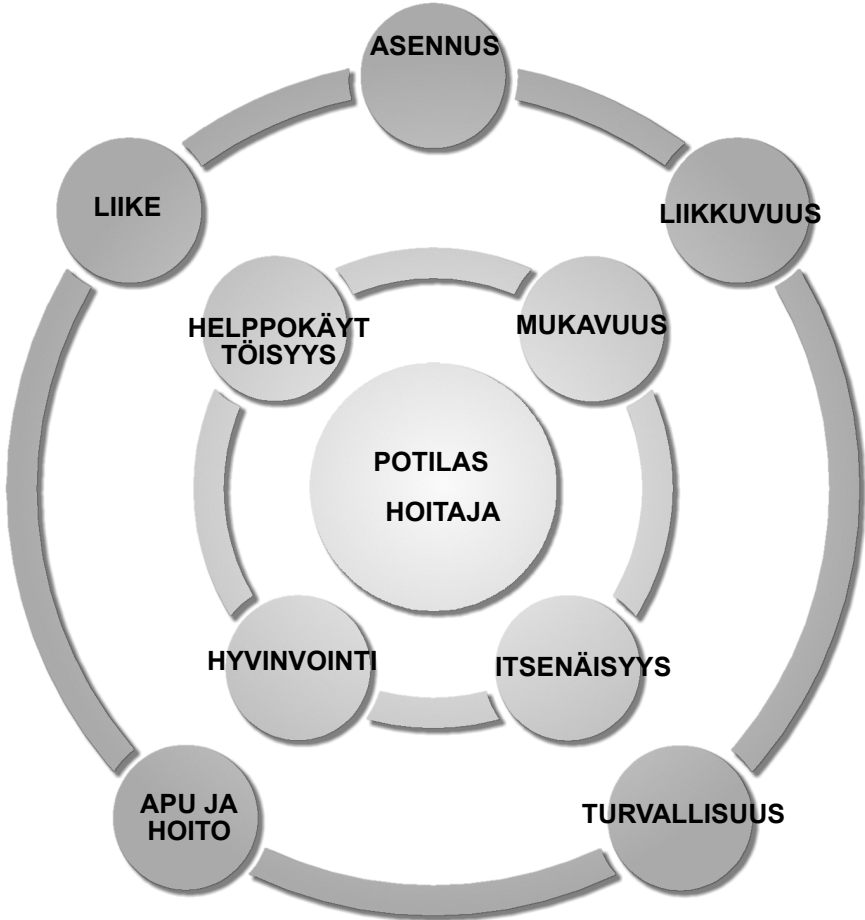 ASENNUS
LIIKE
LIIKKUVUUS
HELPPOKÄYT
TÖISYYS
MUKAVUUS
POTILAS
HOITAJA
HYVINVOINTI
ITSENÄISYYS
APU JA
HOITO
TURVALLISUUS